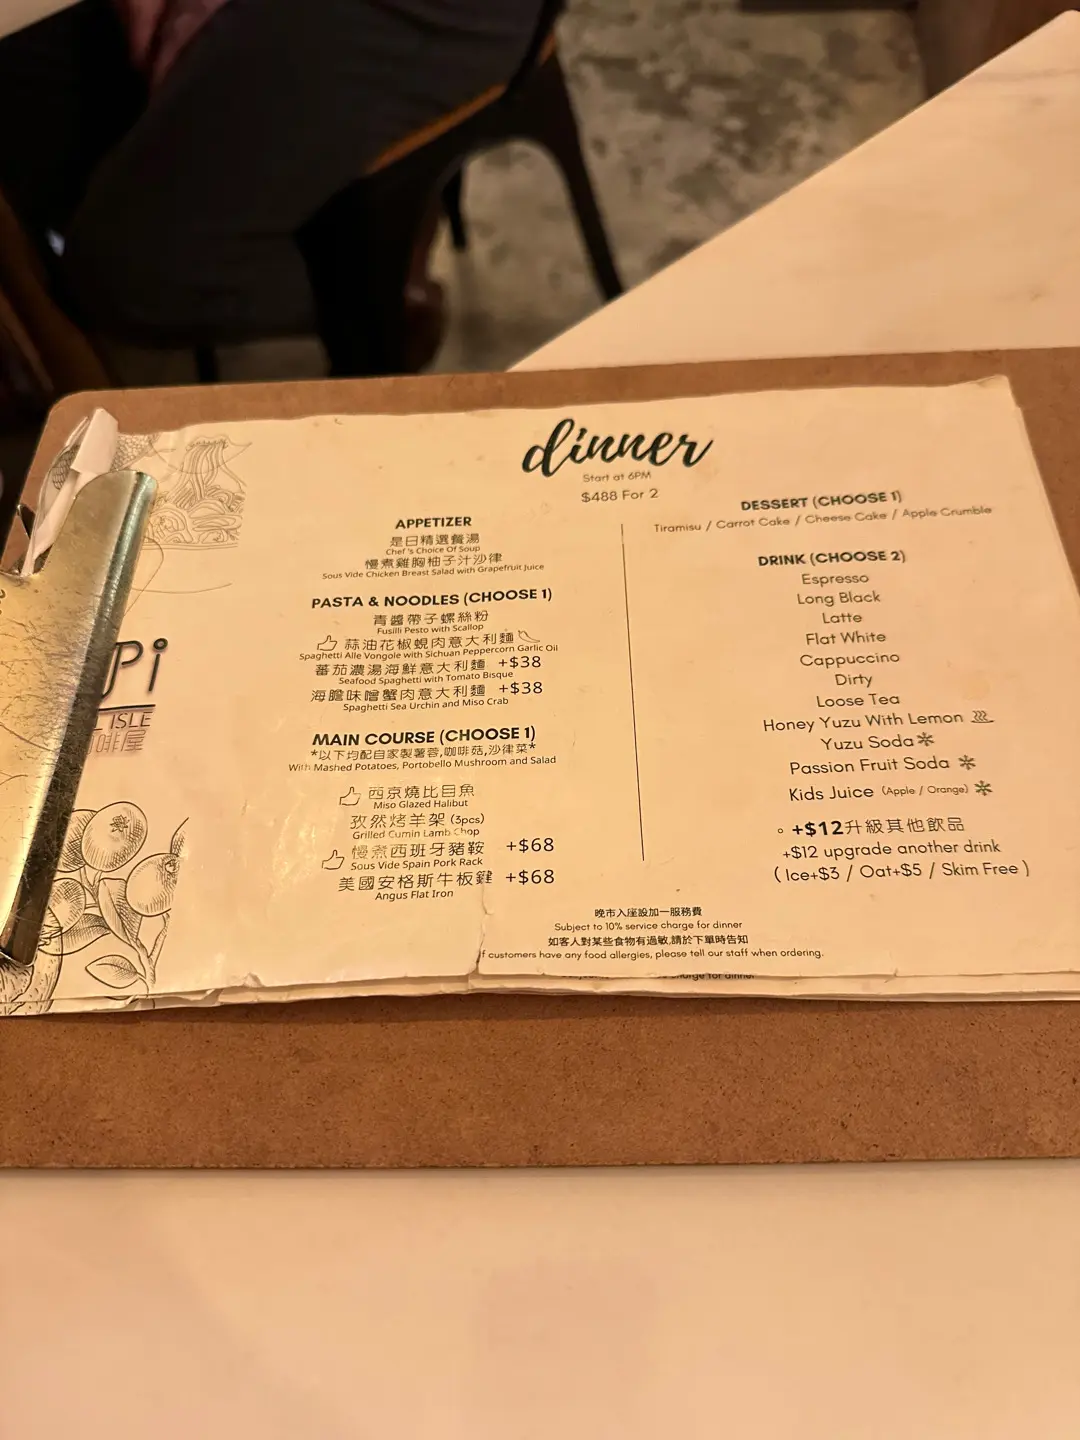 dinner
Start at 6PM
$488 For 2
APPETIZER
是日精選餐湯
Chef's Choice Of Soup
慢煮雞胸柚子汁沙律
Sous Vide Chicken Breast Salad with Grapefruit Juice
PASTA & NOODLES (CHOOSE 1)
青醬帶子螺絲粉
Fusilli Pesto with Scallop
蒜油花椒蜆肉意大利麵
Spaghetti Alle Vongole with Sichuan Peppercorn Garlic Oil
蕃茄濃湯海鮮意大利麵 +$38
Seafood Spaghetti with Tomato Bisque
海膽味噌蟹肉意大利麵 +$38
Spaghetti Sea Urchin and Miso Crab
MAIN COURSE (CHOOSE 1)
*以下均配自家製薯蓉,咖啡菇,沙律菜*
With Mashed Potatoes, Portobello Mushroom and Salad
西京燒比目魚
Miso Glazed Halibut
孜然烤羊架 (3pcs)
Grilled Cumin Lamb Chop
慢煮西班牙豬鞍 +$68
Sous Vide Spain Pork Rack
美國安格斯牛板鍵 +$68
Angus Flat Iron
DESSERT (CHOOSE 1)
Tiramisu / Carrot Cake / Cheese Cake / Apple Crumble
DRINK (CHOOSE 2)
Espresso
Long Black
Latte
Flat White
Cappuccino
Dirty
Loose Tea
Honey Yuzu With Lemon
Yuzu Soda
Passion Fruit Soda
Kids Juice (Apple / Orange)
+$12升級其他飲品
+$12 upgrade another drink
(Ice+$3 / Oat+$5 / Skim Free)
晚市入座設加一服務費
Subject to 10% service charge for dinner
如客人對某些食物有過敏,請於下單時告知
f customers have any food allergies, please tell our staff when ordering.
charge for dinner
Pi
ISLE
啡屋